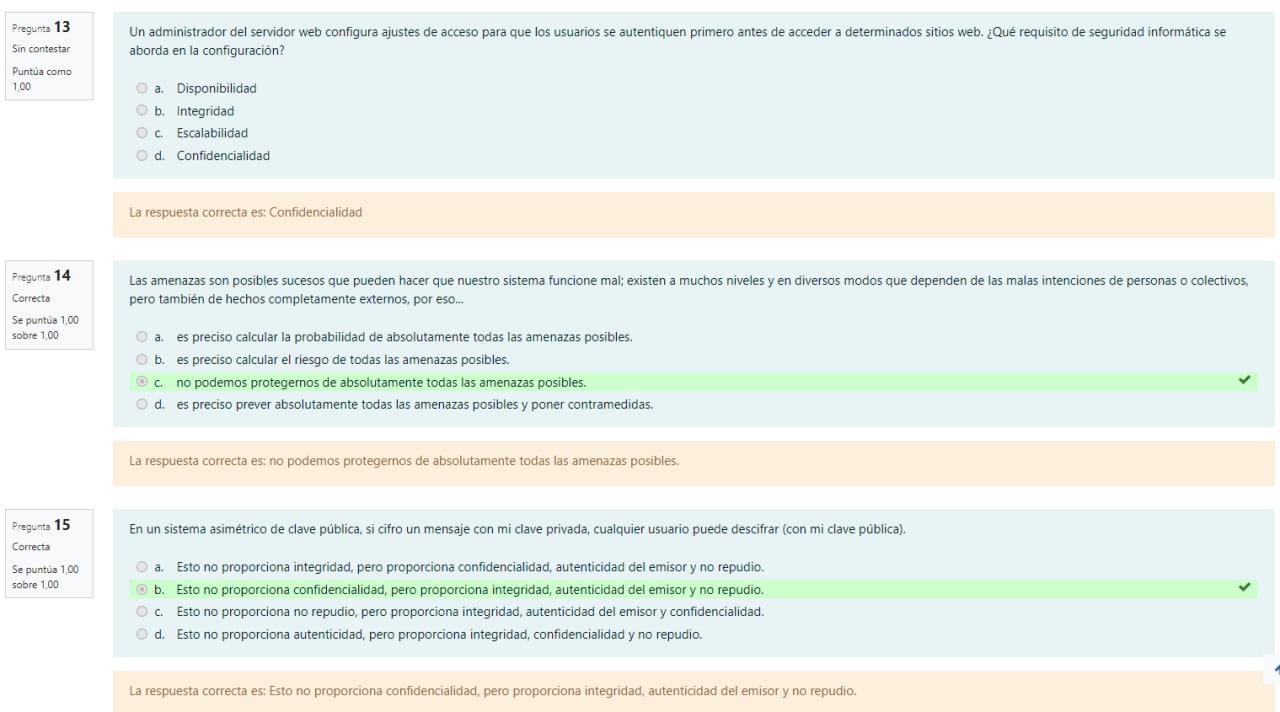 Pregunta 13
Sin contestar
Puntúa como
1,00
Un administrador del servidor web configura ajustes de acceso para que los usuarios se autentiquen primero antes de acceder a determinados sitios web. ¿Qué requisito de seguridad informática se
aborda en la configuración?
a. Disponibilidad
b. Integridad
c. Escalabilidad
d. Confidencialidad
La respuesta correcta es: Confidencialidad
Pregunta 14
Correcta
Se puntúa 1,00
sobre 1,00
Las amenazas son posibles sucesos que pueden hacer que nuestro sistema funcione mal; existen a muchos niveles y en diversos modos que dependen de las malas intenciones de personas o colectivos,
pero también de hechos completamente externos, por eso...
a. es preciso calcular la probabilidad de absolutamente todas las amenazas posibles.
b. es preciso calcular el riesgo de todas las amenazas posibles.
c. no podemos protegernos de absolutamente todas las amenazas posibles.
d. es preciso prever absolutamente todas las amenazas posibles y poner contramedidas.
La respuesta correcta es: no podemos protegernos de absolutamente todas las amenazas posibles.
Pregunta 15
Correcta
Se puntúa 1,00
sobre 1,00
En un sistema asimétrico de clave pública, si cifro un mensaje con mi clave privada, cualquier usuario puede descifrar (con mi clave pública).
a. Esto no proporciona integridad, pero proporciona confidencialidad, autenticidad del emisor y no repudio.
b. Esto no proporciona confidencialidad, pero proporciona integridad, autenticidad del emisor y no repudio.
c. Esto no proporciona no repudio, pero proporciona integridad, autenticidad del emisor y confidencialidad.
d. Esto no proporciona autenticidad, pero proporciona integridad, confidencialidad y no repudio.
La respuesta correcta es: Esto no proporciona confidencialidad, pero proporciona integridad, autenticidad del emisor y no repudio.